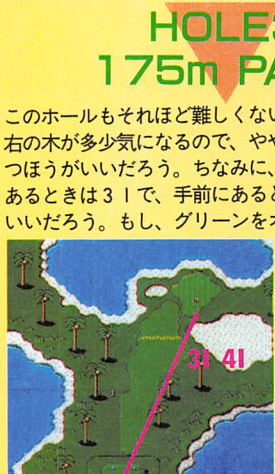 HOLE
175m PA
このホールもそれほど難しくない
右の木が多少気になるので、やや
つほうがいいだろう。ちなみに、
あるときは3Iで、手前にあると
いいだろう。もし、グリーンをオ
3I 4I